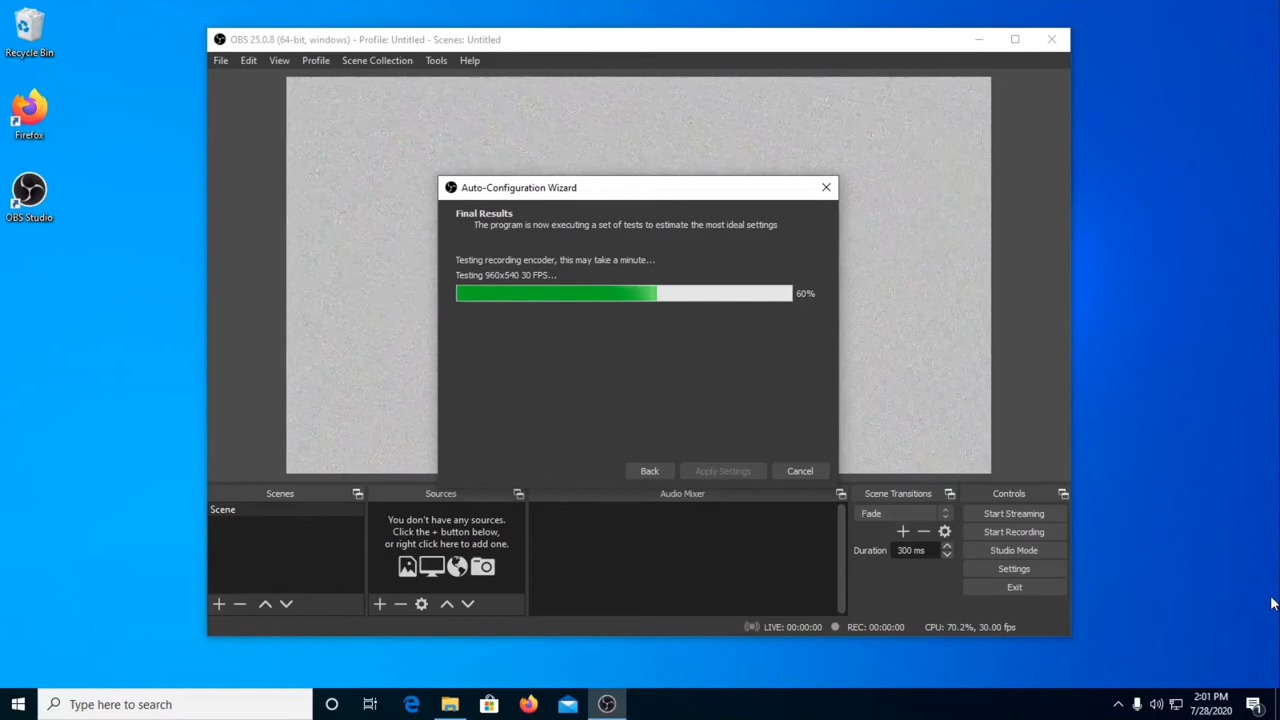 Recycle Bin
Firefox
OBS Studio
OBS 25.0.8 (64-bit, windows) - Profile: Untitled - Scenes: Untitled
File Edit View Profile Scene Collection Tools Help
Auto-Configuration Wizard
Final Results
The program is now executing a set of tests to estimate the most ideal settings
Testing recording encoder, this may take a minute...
Testing 960x540 30 FPS...
60%
Back Apply Settings Cancel
Scenes
Scene
Sources
You don't have any sources.
Click the + button below,
or right click here to add one.
Audio Mixer
Scene Transitions
Fade
Duration 300 ms
Controls
Start Streaming
Start Recording
Studio Mode
Settings
Exit
LIVE: 00:00:00 REC: 00:00:00 CPU: 70.2%, 30.00 fps
Type here to search
2:01 PM
7/28/2020
1